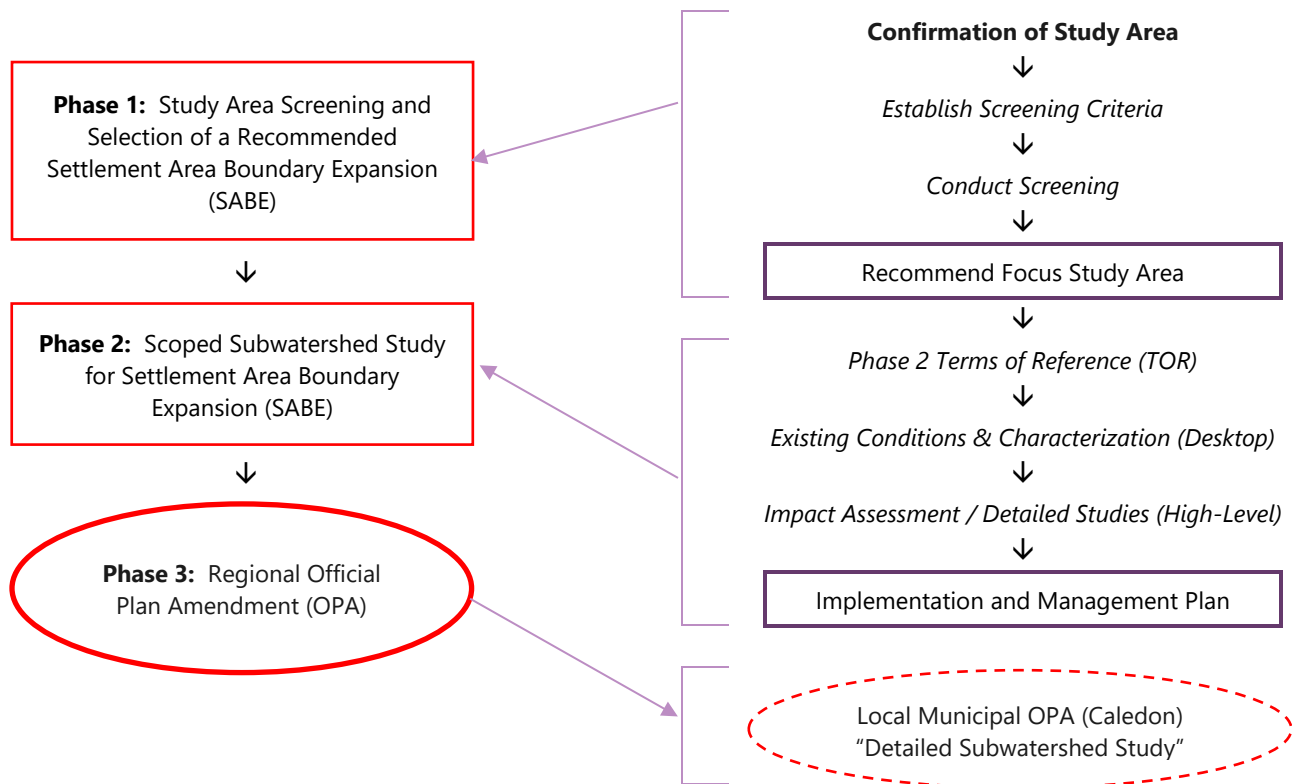 Phase 1: Study Area Screening and
Selection of a Recommended
Settlement Area Boundary Expansion
(SABE)
Phase 2: Scoped Subwatershed Study
for Settlement Area Boundary
Expansion (SABE)
Phase 3: Regional Official
Plan Amendment (OPA)
Confirmation of Study Area
Establish Screening Criteria
Conduct Screening
Recommend Focus Study Area
Phase 2 Terms of Reference (TOR)
Existing Conditions & Characterization (Desktop)
Impact Assessment / Detailed Studies (High-Level)
Implementation and Management Plan
Local Municipal OPA (Caledon)
“Detailed Subwatershed Study”